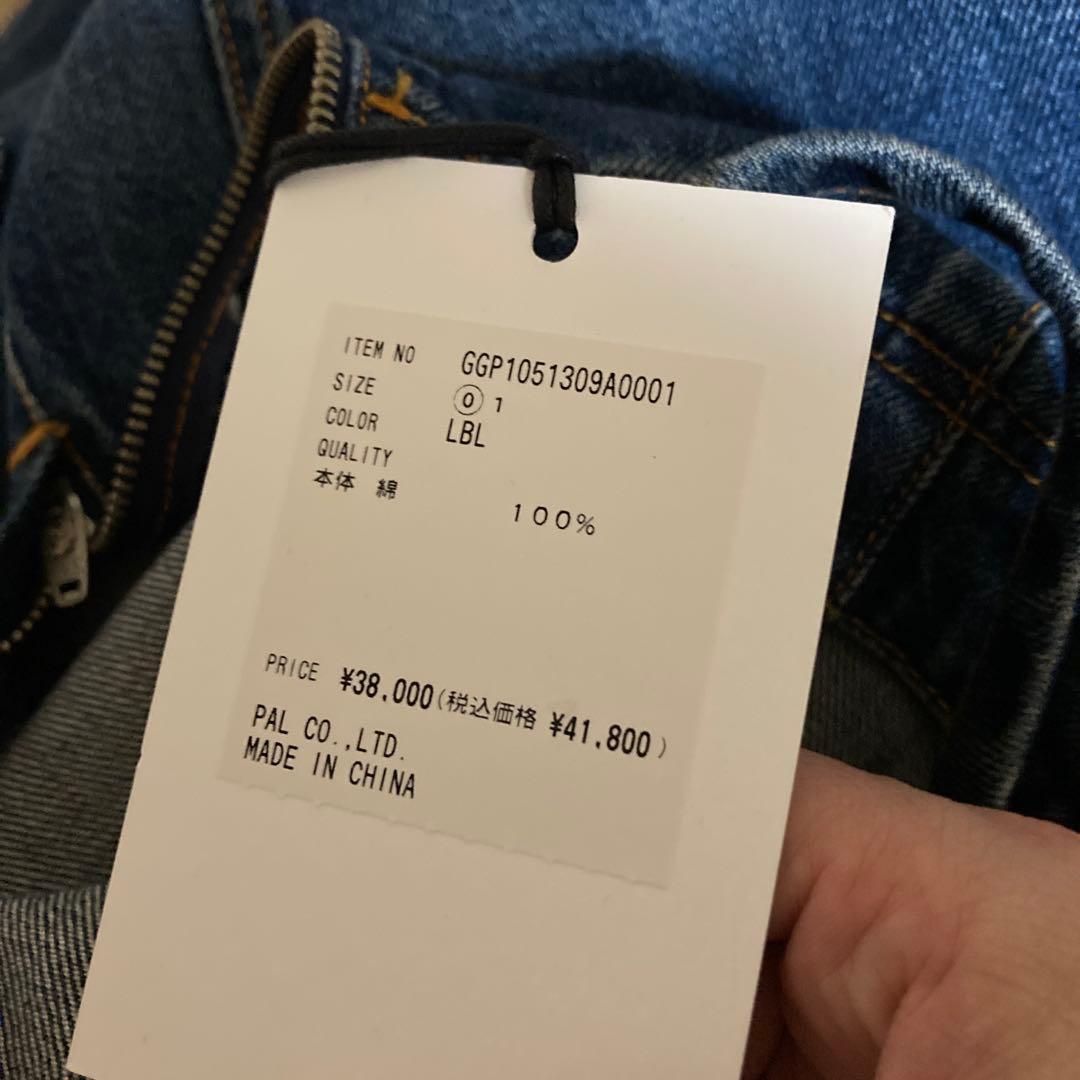 ITEM NO GGP1051309A0001
SIZE ⓪ 1
COLOR LBL
QUALITY
本体 綿 100%
PRICE ¥38,000(税込価格 ¥41,800)
PAL CO.,LTD.
MADE IN CHINA